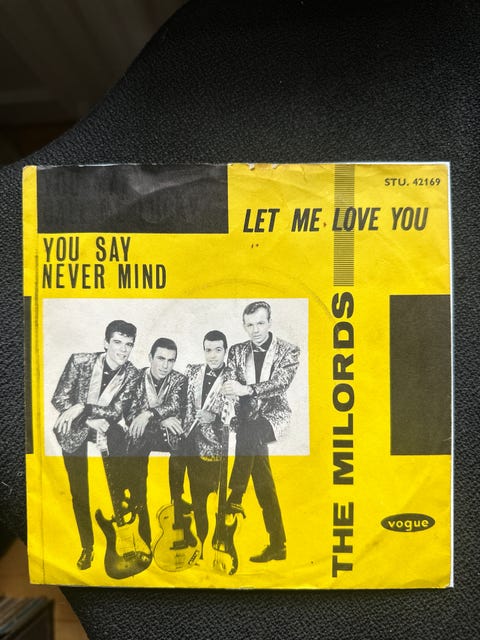 STU. 42169
LET ME LOVE YOU
YOU SAY
NEVER MIND
THE MILORDS
vogue